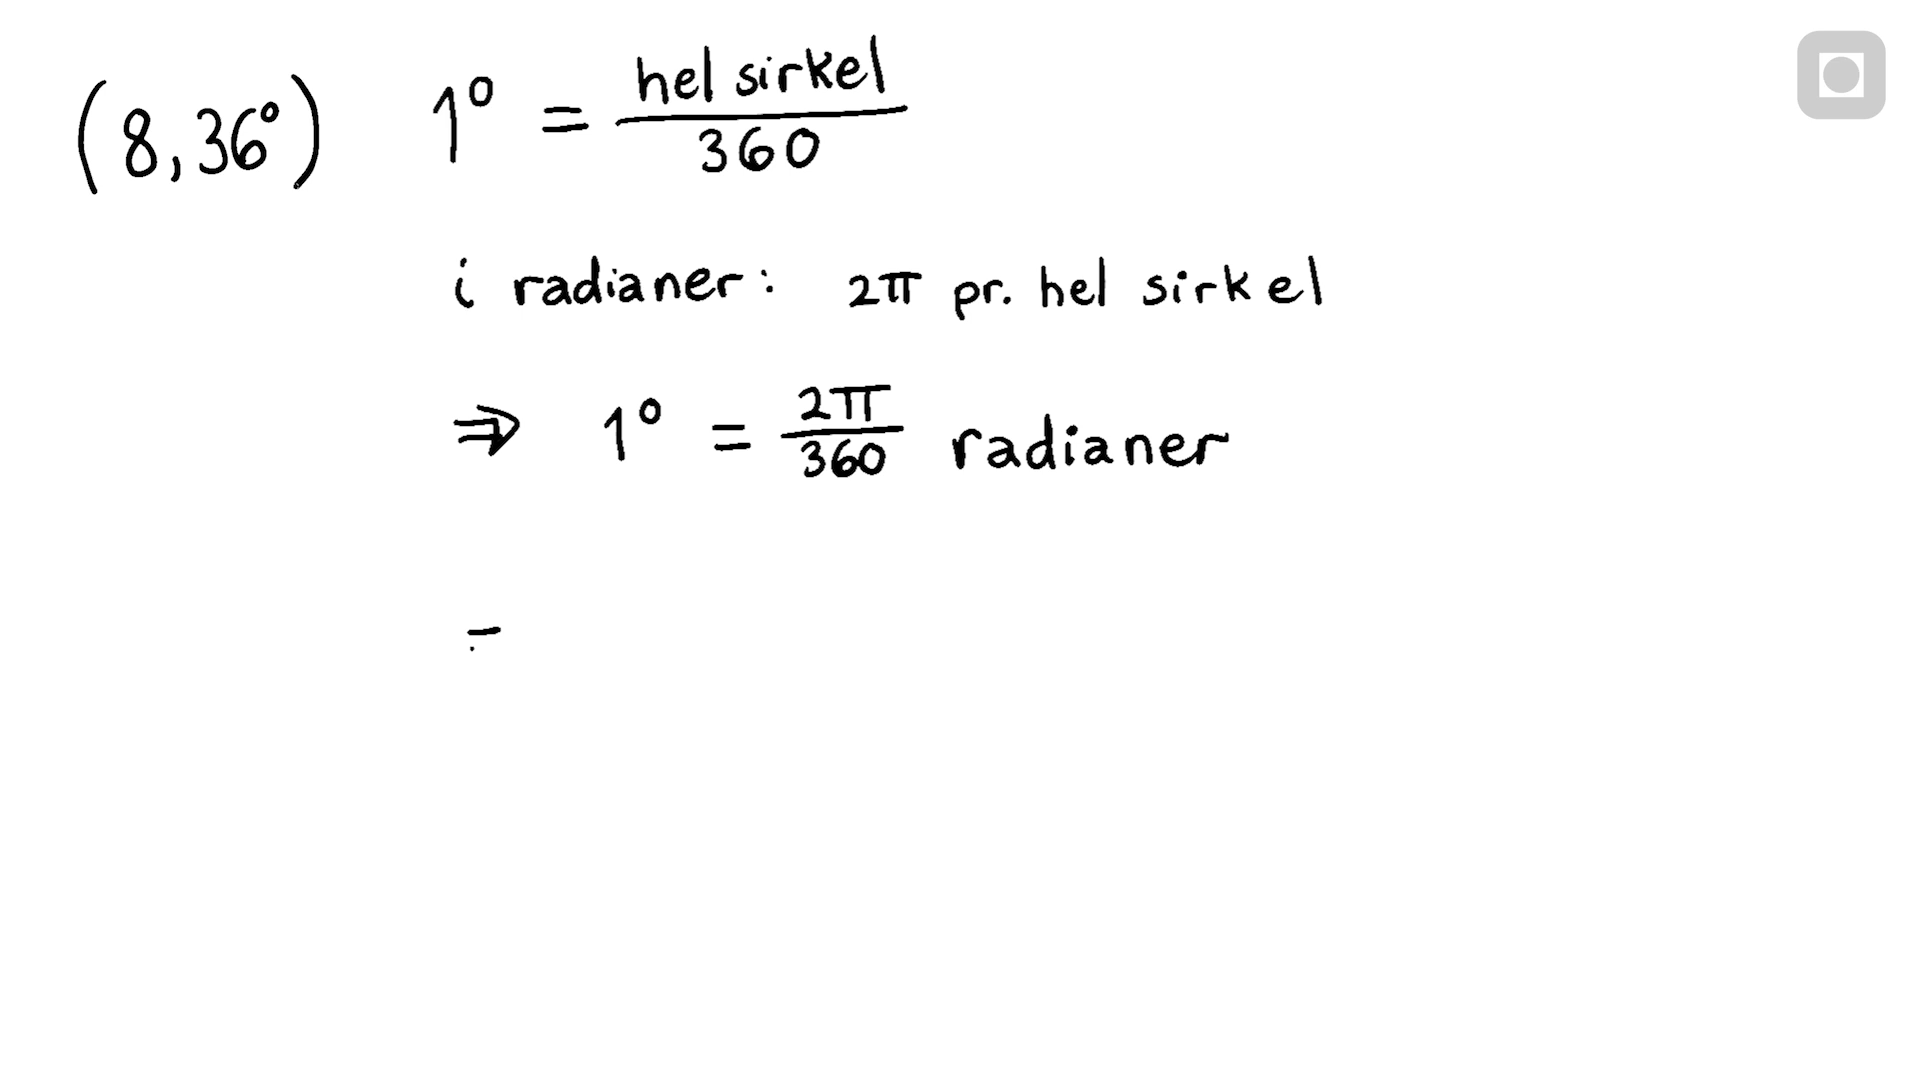 (8, 36°) 1° = hel sirkel / 360
i radianer: 2π pr. hel sirkel
⇒ 1° = 2π / 360 radianer
=